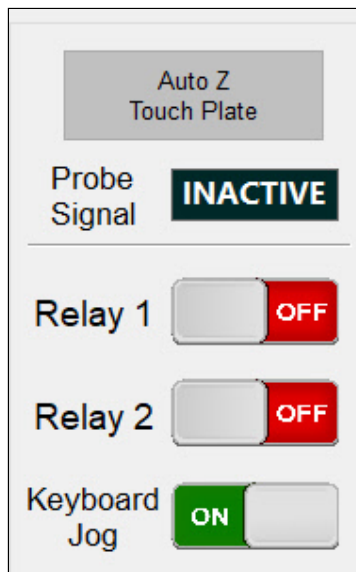 Auto Z
Touch Plate
Probe
Signal
INACTIVE
Relay 1
OFF
Relay 2
OFF
Keyboard
Jog
ON